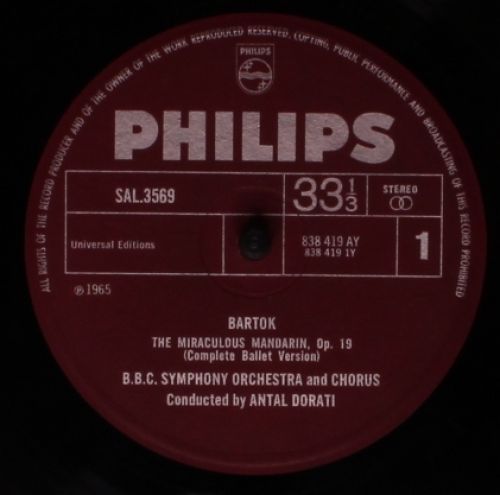 ALL RIGHTS OF THE RECORD PRODUCER AND OF THE OWNER OF THE WORK REPRODUCED RESERVED. COPYING, PUBLIC PERFORMANCE AND BROADCASTING OF THIS RECORD PROHIBITED
PHILIPS
PHILIPS
SAL.3569
33 1/3
STEREO
Universal Editions
838 419 AY
838 419 1Y
1
℗ 1965
BARTOK
THE MIRACULOUS MANDARIN, Op. 19
(Complete Ballet Version)
B.B.C. SYMPHONY ORCHESTRA and CHORUS
Conducted by ANTAL DORATI